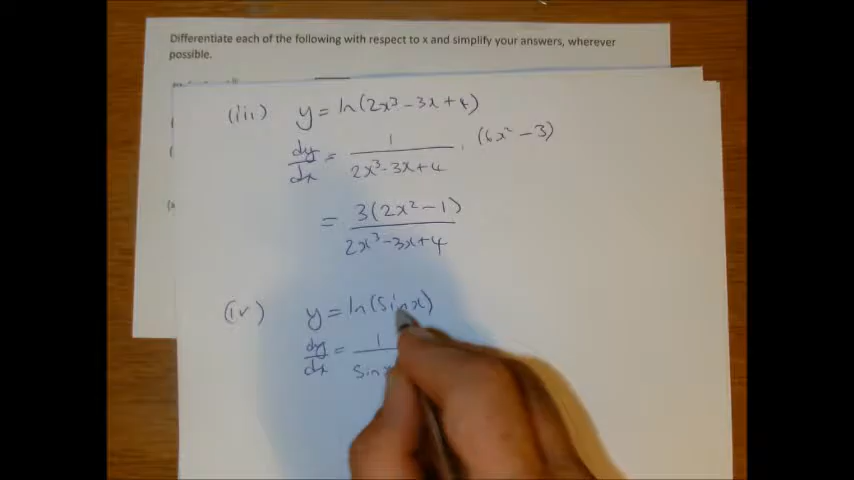 Differentiate each of the following with respect to x and simplify your answers, wherever
possible.
(iii) y = ln(2x³ - 3x + 4)
dy/dx = 1/(2x³ - 3x + 4) . (6x² - 3)
= 3(2x² - 1)/(2x³ - 3x + 4)
(iv) y = ln(sinx)
dy/dx = 1/sinx